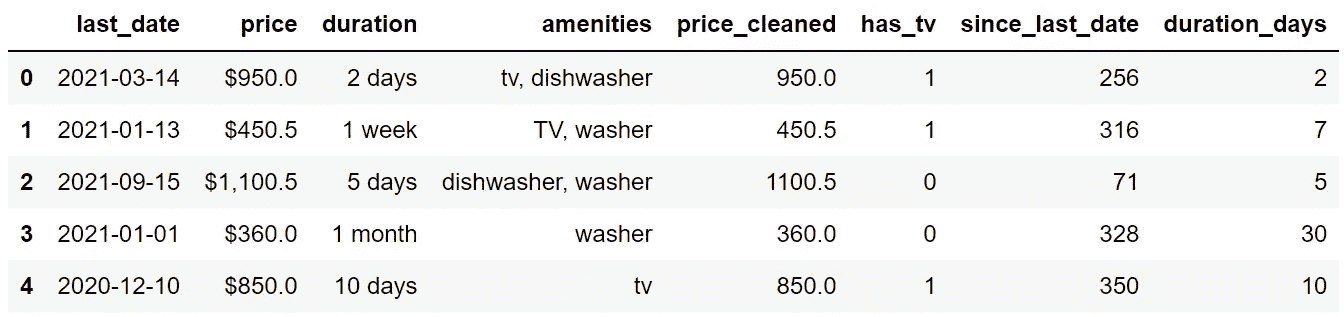 last_date price duration amenities price_cleaned has_tv since_last_date duration_days
0 2021-03-14 $950.0 2 days tv, dishwasher 950.0 1 256 2
1 2021-01-13 $450.5 1 week TV, washer 450.5 1 316 7
2 2021-09-15 $1,100.5 5 days dishwasher, washer 1100.5 0 71 5
3 2021-01-01 $360.0 1 month washer 360.0 0 328 30
4 2020-12-10 $850.0 10 days tv 850.0 1 350 10